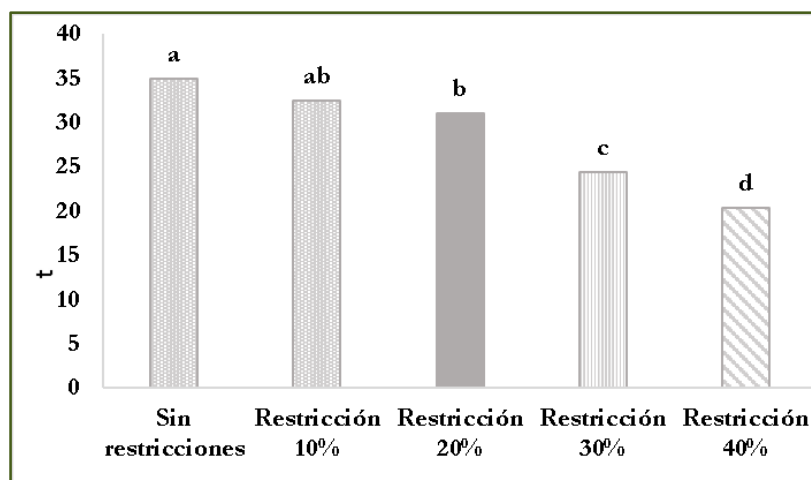 40
35
30
25
20
15
10
5
0
t
a
ab
b
c
d
Sin restricciones
Restricción 10%
Restricción 20%
Restricción 30%
Restricción 40%